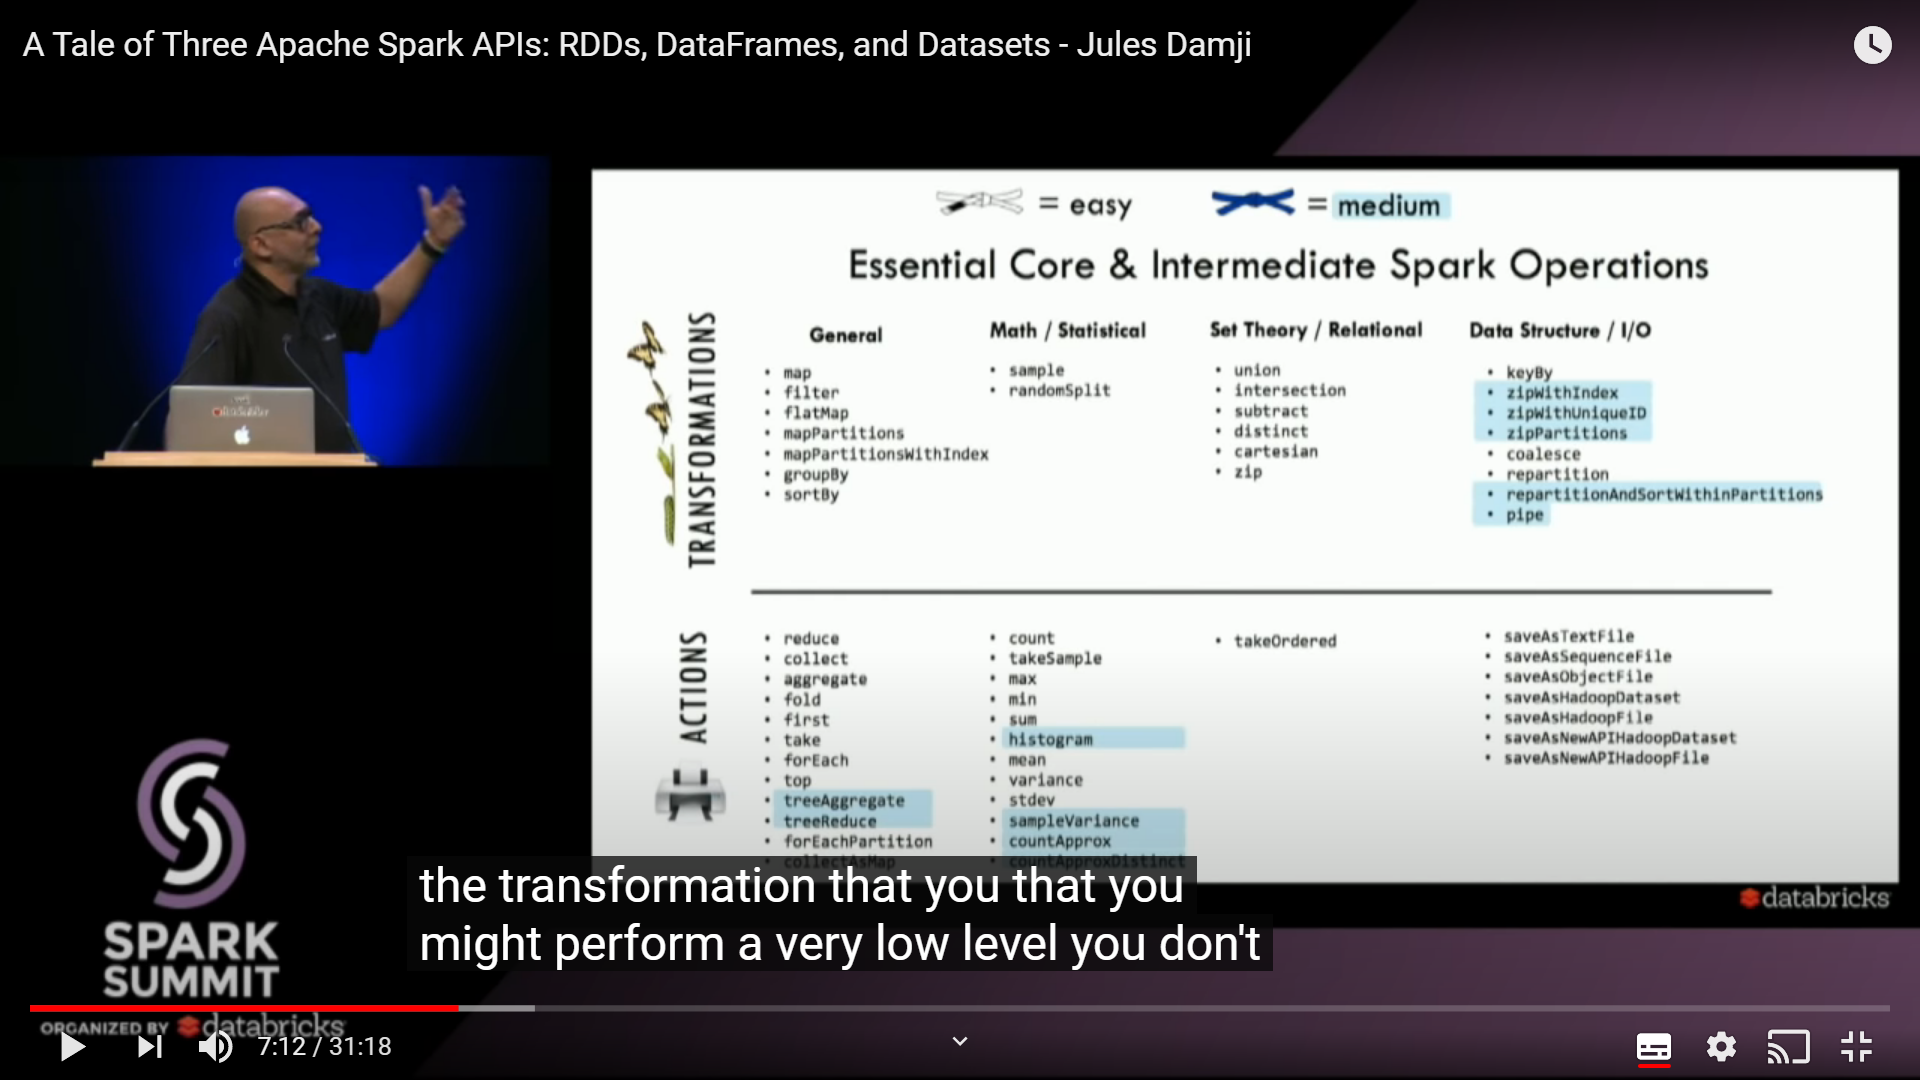 A Tale of Three Apache Spark APIs: RDDs, DataFrames, and Datasets - Jules Damji
= easy = medium
Essential Core & Intermediate Spark Operations
TRANSFORMATIONS
General
• map
• filter
• flatMap
• mapPartitions
• mapPartitionsWithIndex
• groupBy
• sortBy
Math / Statistical
• sample
• randomSplit
Set Theory / Relational
• union
• intersection
• subtract
• distinct
• cartesian
• zip
Data Structure / I/O
• keyBy
• zipWithIndex
• zipWithUniqueID
• zipPartitions
• coalesce
• repartition
• repartitionAndSortWithinPartitions
• pipe
ACTIONS
• reduce
• collect
• aggregate
• fold
• first
• take
• forEach
• top
• treeAggregate
• treeReduce
• forEachPartition
• collectAsMap
• count
• takeSample
• max
• min
• sum
• histogram
• mean
• variance
• stdev
• sampleVariance
• countApprox
• countApproxDistinct
• takeOrdered
• saveAsTextFile
• saveAsSequenceFile
• saveAsObjectFile
• saveAsHadoopDataset
• saveAsHadoopFile
• saveAsNewAPIHadoopDataset
• saveAsNewAPIHadoopFile
databricks
the transformation that you that you
might perform a very low level you don't
SPARK
SUMMIT
ORGANIZED BY databricks
7:12 / 31:18